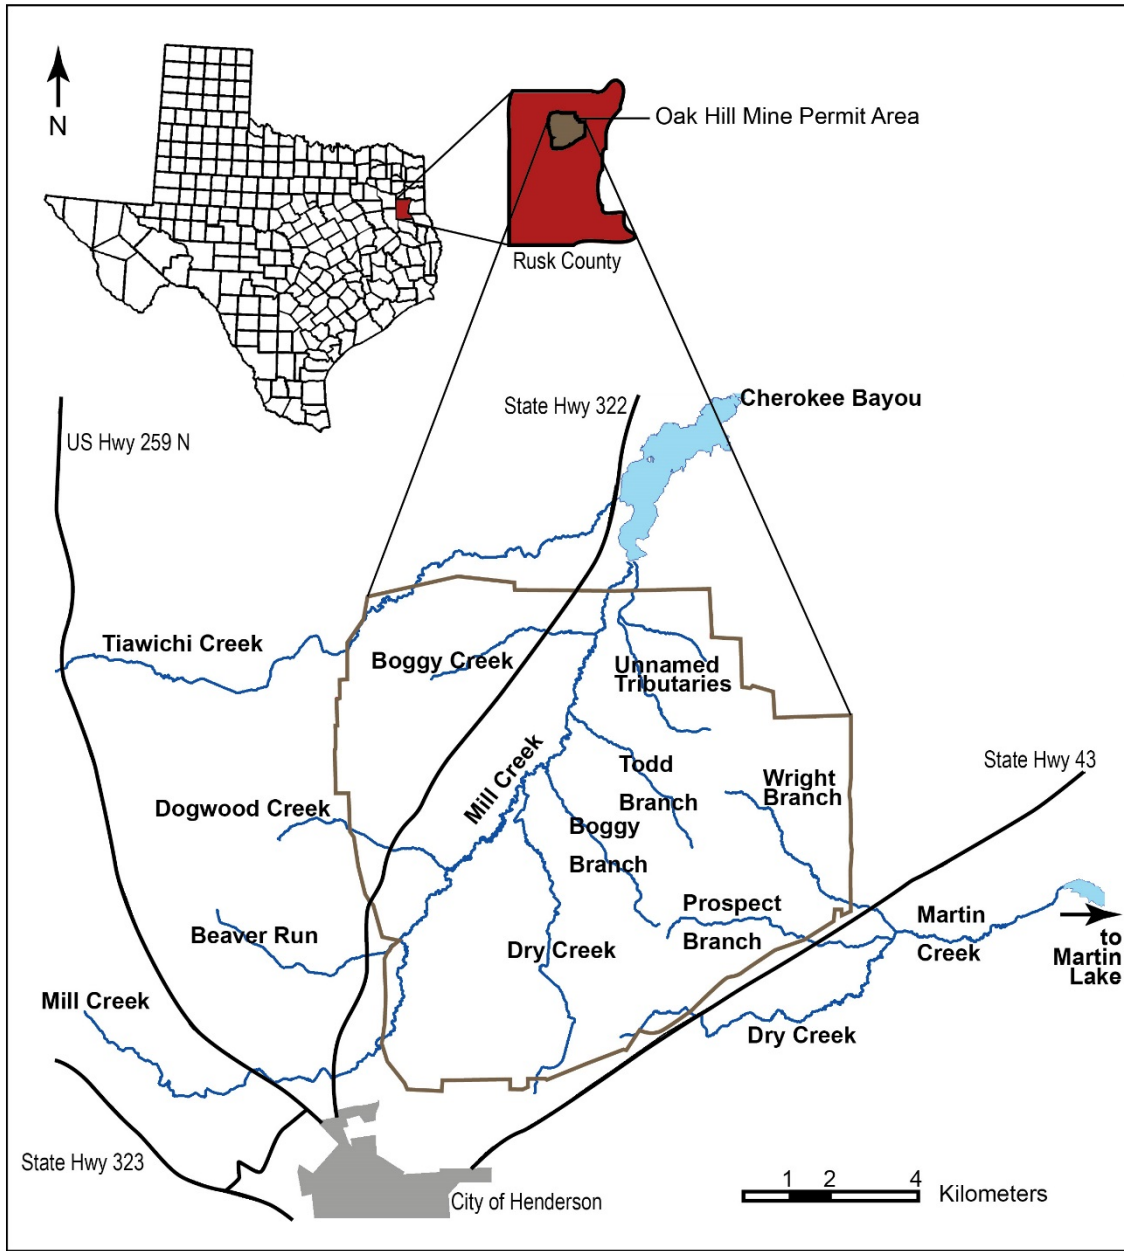 N
Oak Hill Mine Permit Area
Rusk County
State Hwy 322
Cherokee Bayou
US Hwy 259 N
Tiawichi Creek
Boggy Creek
Unnamed
Tributaries
Mill Creek
Todd
Branch
Wright
Branch
State Hwy 43
Dogwood Creek
Boggy
Branch
Prospect
Branch
Martin
Creek
to
Martin
Lake
Beaver Run
Dry Creek
Mill Creek
Dry Creek
State Hwy 323
City of Henderson
1 2 4
Kilometers